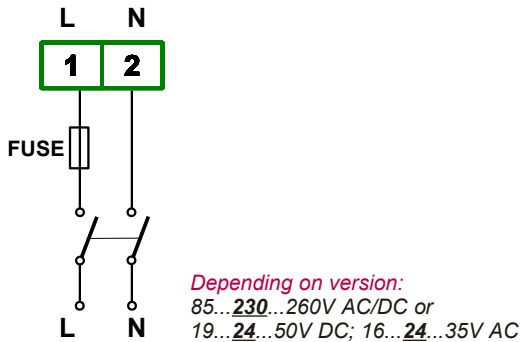 L N
1 2
FUSE
L N
Depending on version:
85...230...260V AC/DC or
19...24...50V DC; 16...24...35V AC